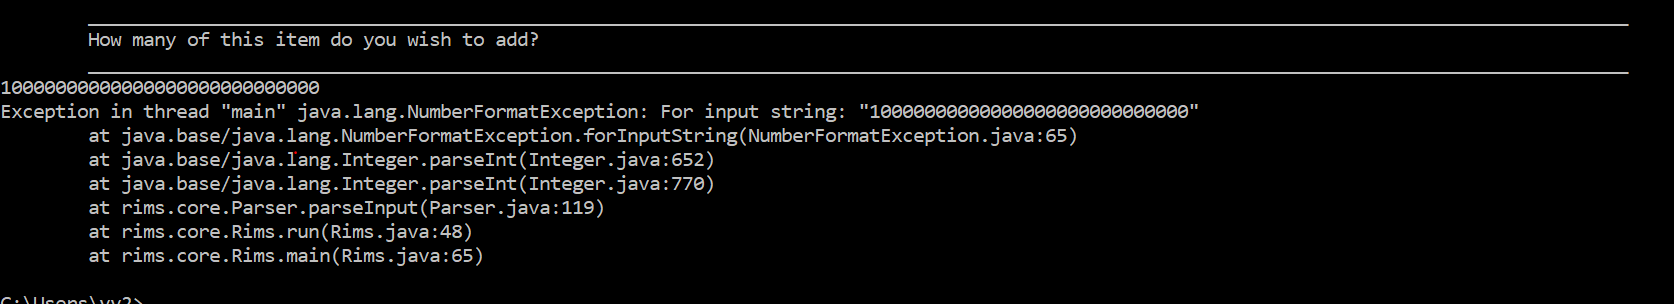 How many of this item do you wish to add?
10000000000000000000000000000
Exception in thread "main" java.lang.NumberFormatException: For input string: "10000000000000000000000000000"
at java.base/java.lang.NumberFormatException.forInputString(NumberFormatException.java:65)
at java.base/java.lang.Integer.parseInt(Integer.java:652)
at java.base/java.lang.Integer.parseInt(Integer.java:770)
at rims.core.Parser.parseInput(Parser.java:119)
at rims.core.Rims.run(Rims.java:48)
at rims.core.Rims.main(Rims.java:65)